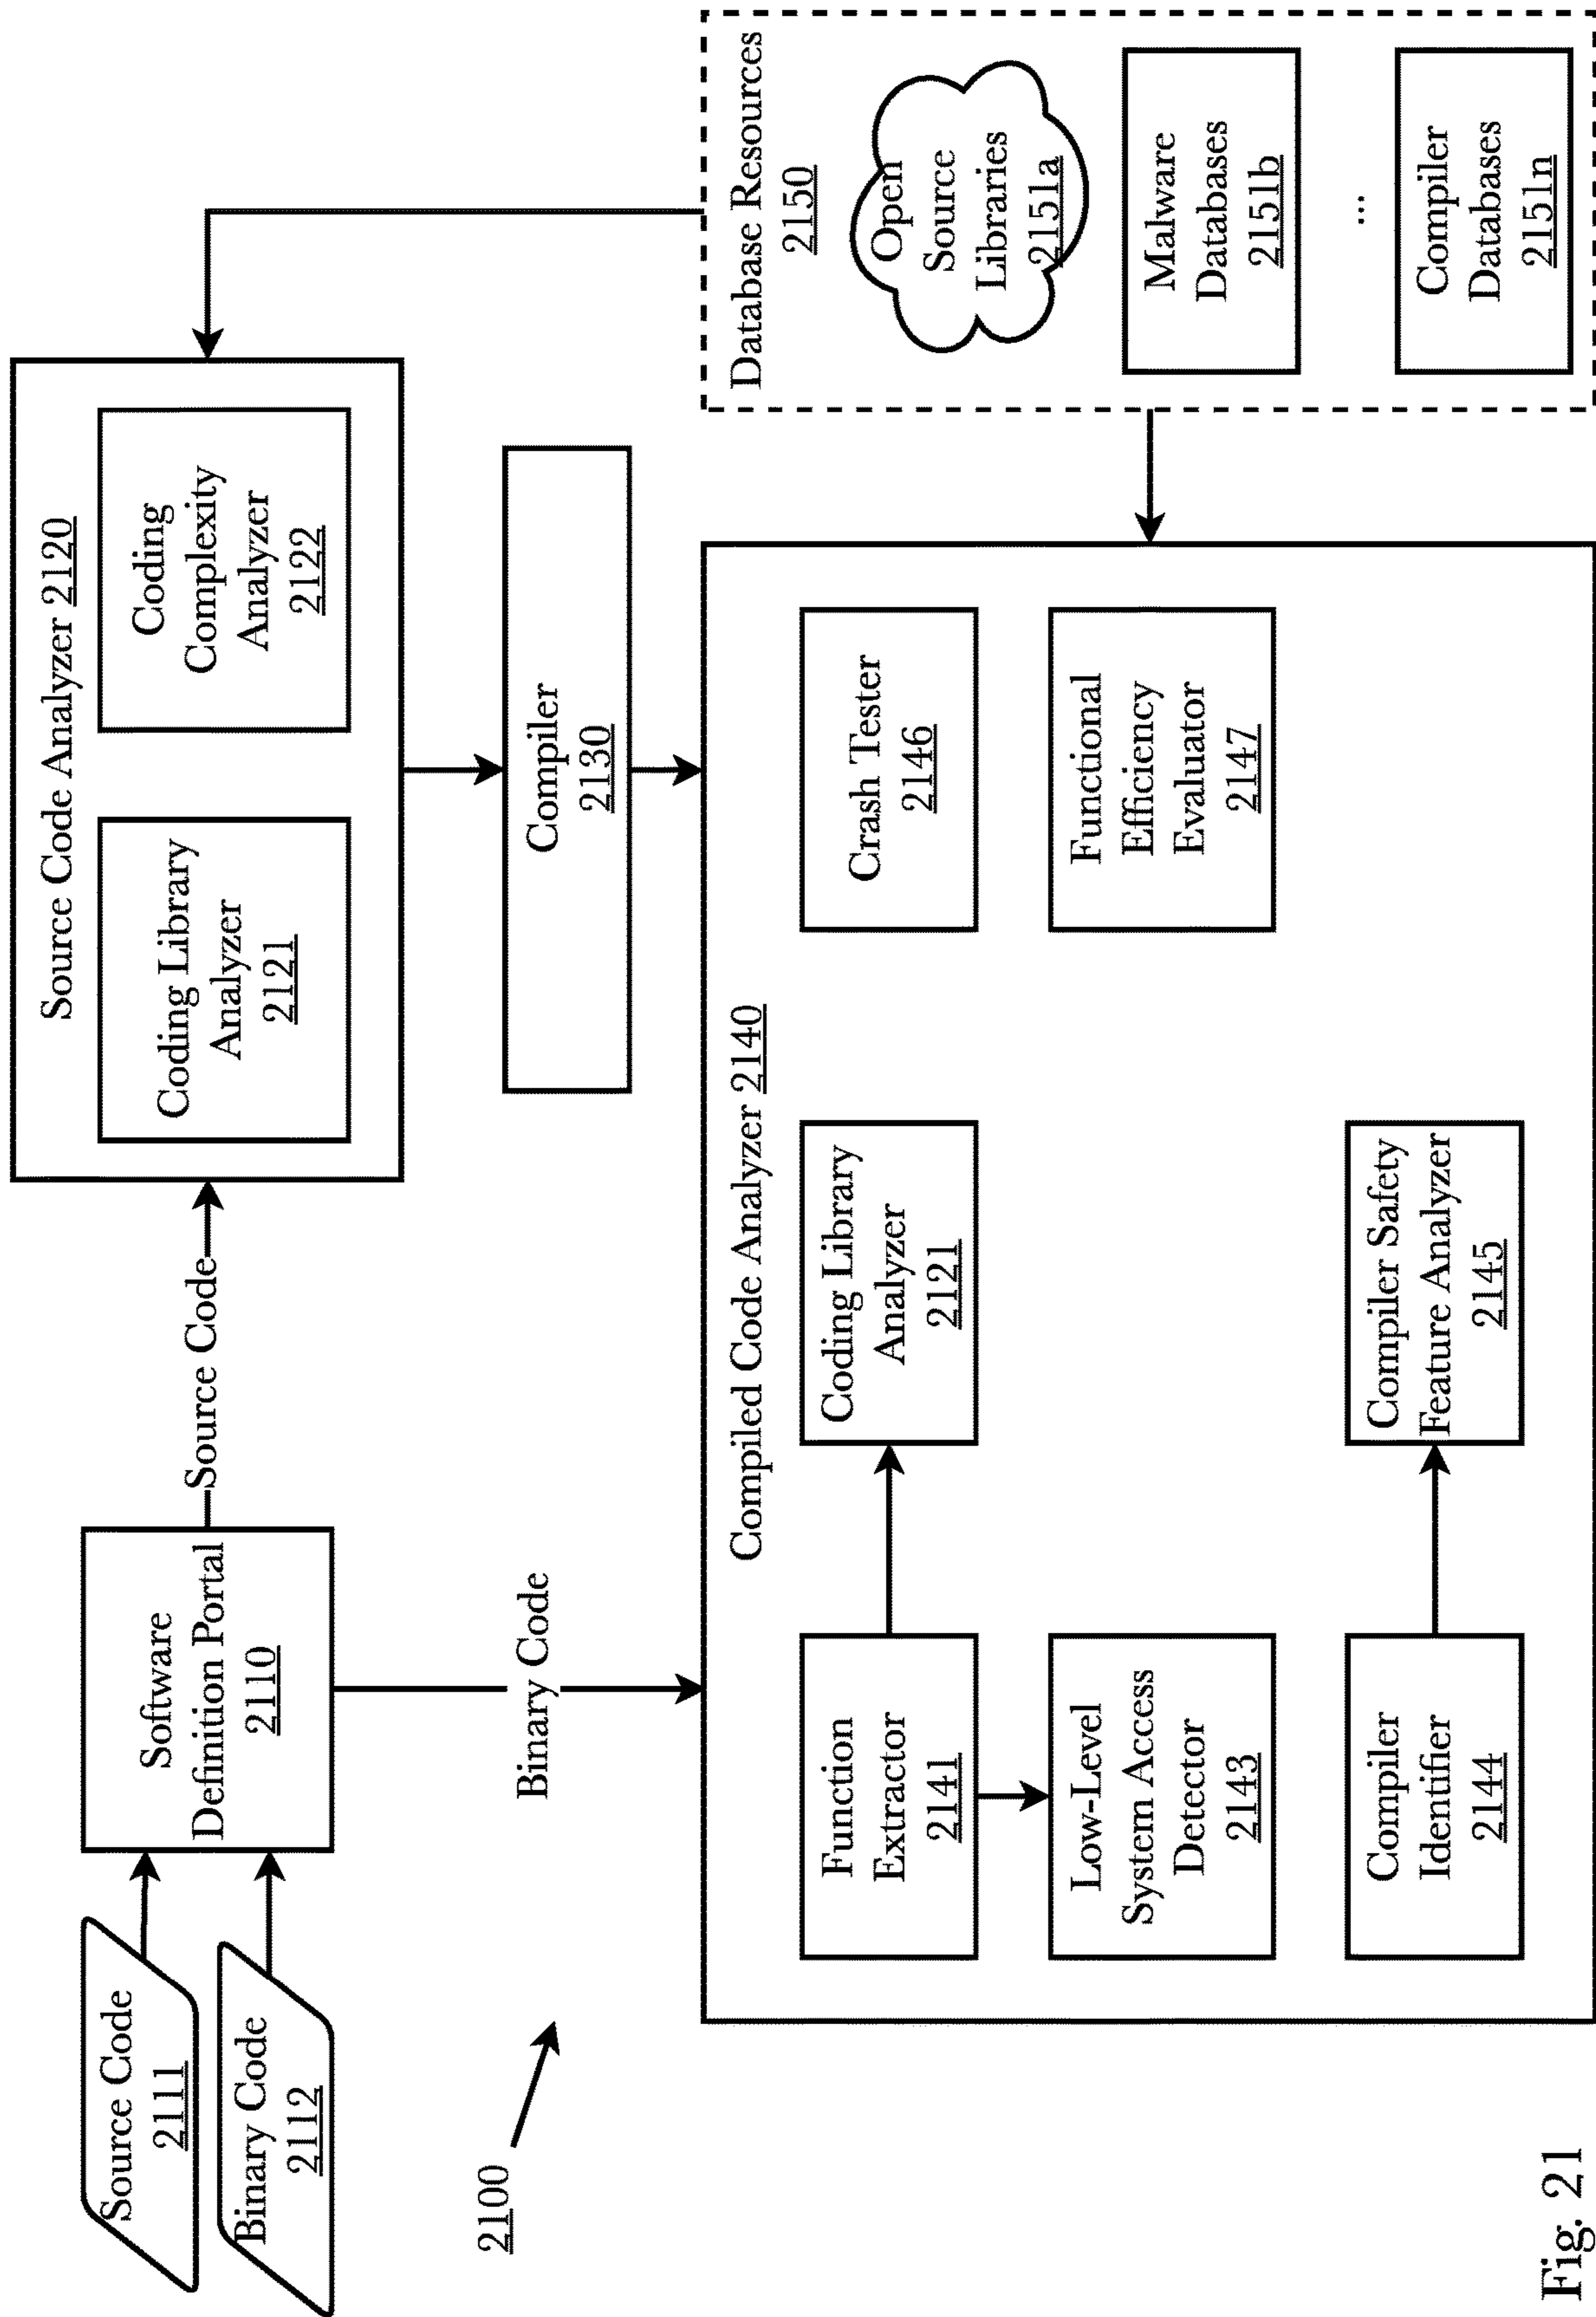 Source Code
2111
Binary Code
2112
Software
Definition Portal
2110
Source Code
Source Code Analyzer 2120
Coding Library
Analyzer
2121
Coding
Complexity
Analyzer
2122
Compiler
2130
Binary Code
2100
Compiled Code Analyzer 2140
Function
Extractor
2141
Coding Library
Analyzer
2121
Crash Tester
2146
Low-Level
System Access
Detector
2143
Functional
Efficiency
Evaluator
2147
Compiler
Identifier
2144
Compiler Safety
Feature Analyzer
2145
Database Resources
2150
Open
Source
Libraries
2151a
Malware
Databases
2151b
...
Compiler
Databases
2151n
Fig. 21